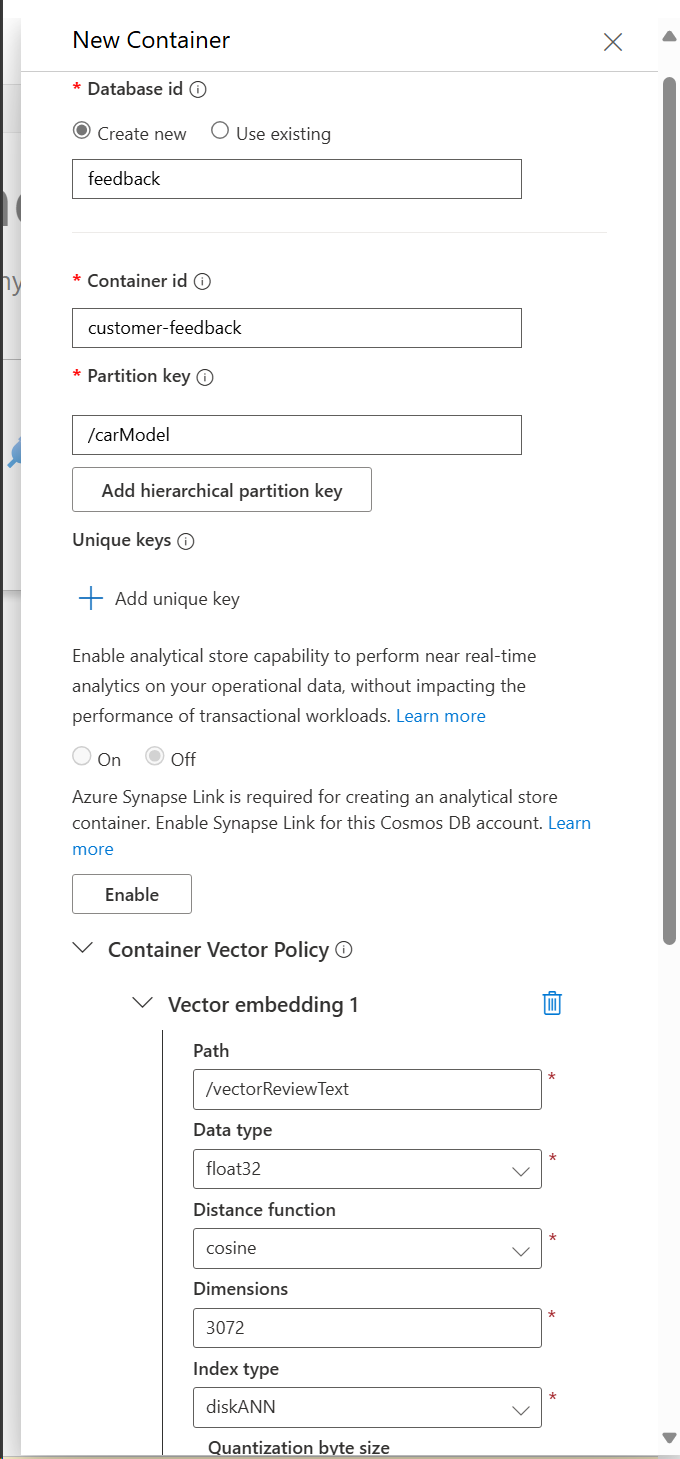 New Container
* Database id
Create new Use existing
feedback
* Container id
customer-feedback
* Partition key
/carModel
Add hierarchical partition key
Unique keys
Add unique key
Enable analytical store capability to perform near real-time
analytics on your operational data, without impacting the
performance of transactional workloads. Learn more
On Off
Azure Synapse Link is required for creating an analytical store
container. Enable Synapse Link for this Cosmos DB account. Learn
more
Enable
Container Vector Policy
Vector embedding 1
Path
/vectorReviewText *
Data type
float32 *
Distance function
cosine *
Dimensions
3072 *
Index type
diskANN *
Quantization byte size